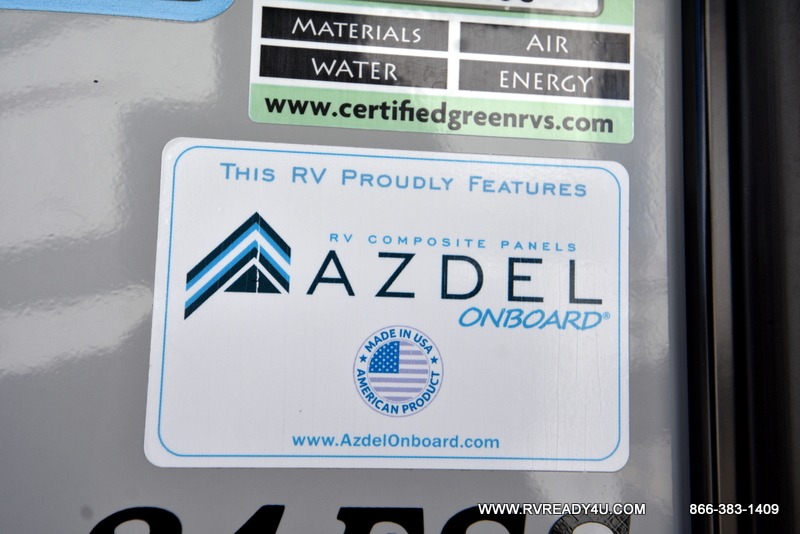 MATERIALS AIR
WATER ENERGY
www.certifiedgreenrvs.com
THIS RV PROUDLY FEATURES
RV COMPOSITE PANELS
AZDEL
ONBOARD®
MADE IN USA
AMERICAN PRODUCT
www.AzdelOnboard.com
WWW.RVREADY4U.COM 866-383-1409